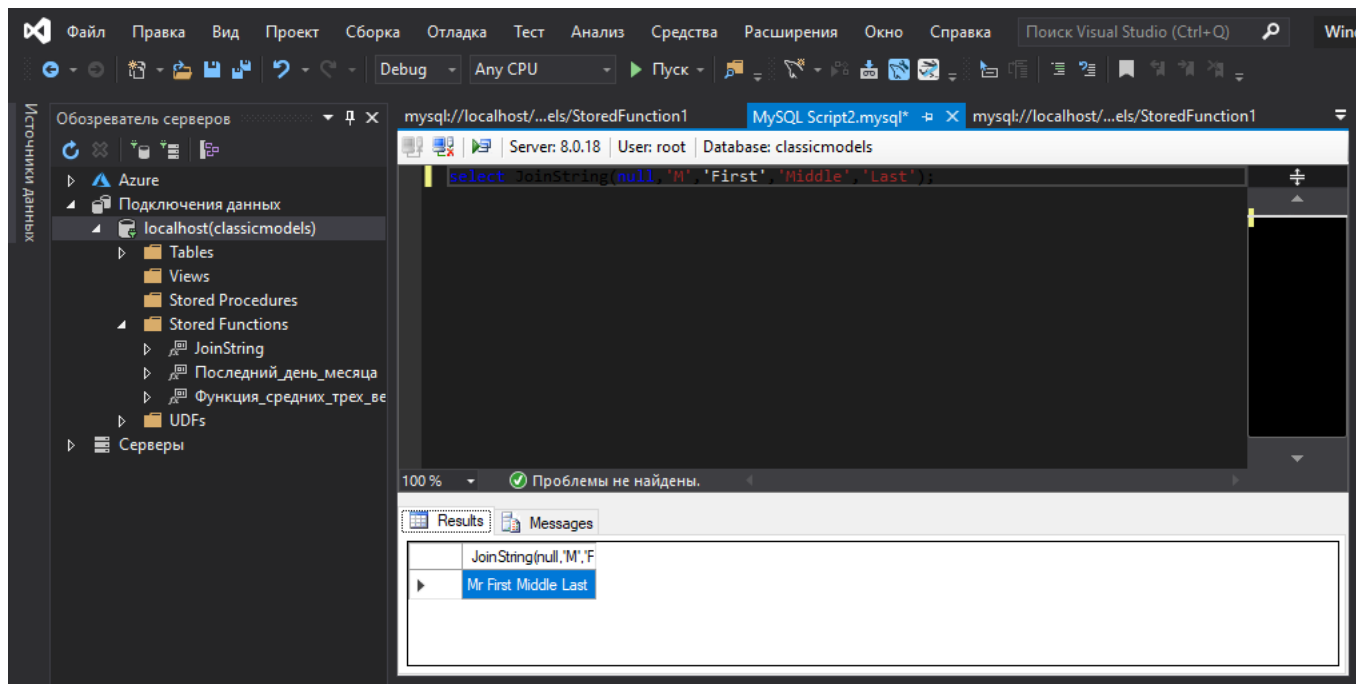 Файл Правка Вид Проект Сборка Отладка Тест Анализ Средства Расширения Окно Справка Поиск Visual Studio (Ctrl+Q) Win
Debug Any CPU Пуск
Источники данных
Обозреватель серверов
Azure
Подключения данных
localhost(classicmodels)
Tables
Views
Stored Procedures
Stored Functions
JoinString
Последний_день_месяца
Функция_средних_трех_ве
UDFs
Серверы
mysql://localhost/...els/StoredFunction1 MySQL Script2.mysql* mysql://localhost/...els/StoredFunction1
Server: 8.0.18 User: root Database: classicmodels
select JoinString(null,'M','First','Middle','Last');
100 % Проблемы не найдены.
Results Messages
JoinString(null,'M','F
Mr First Middle Last